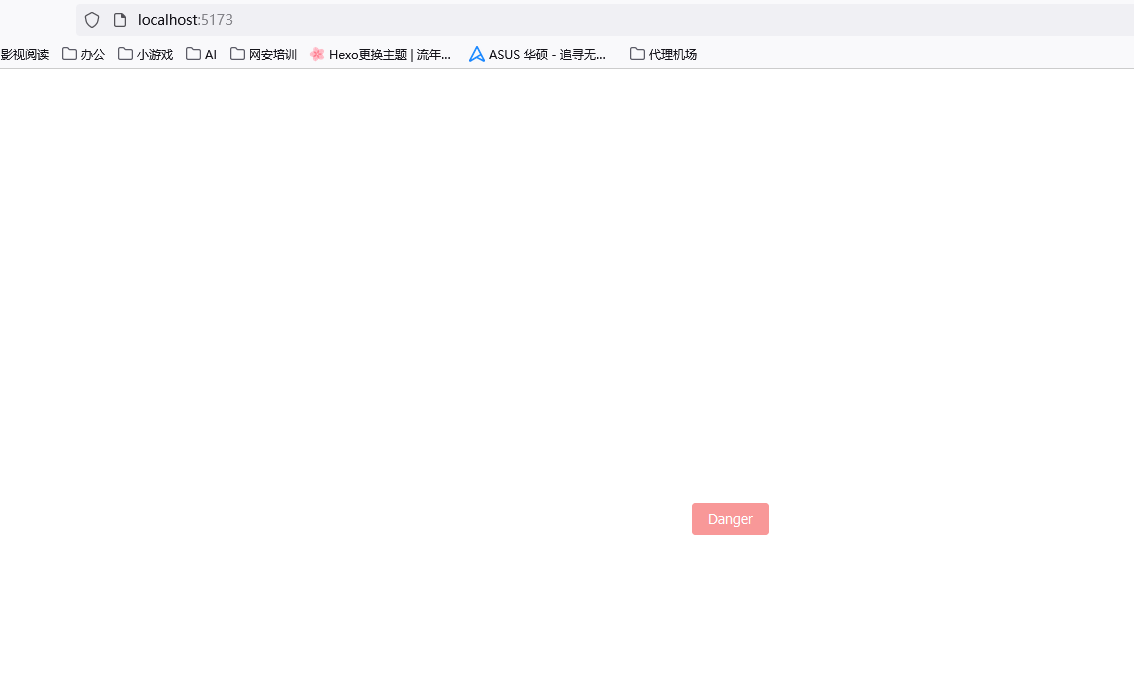 localhost:5173
影视阅读 办公 小游戏 AI 网安培训 Hexo更换主题 | 流年... ASUS 华硕 - 追寻无... 代理机场
Danger